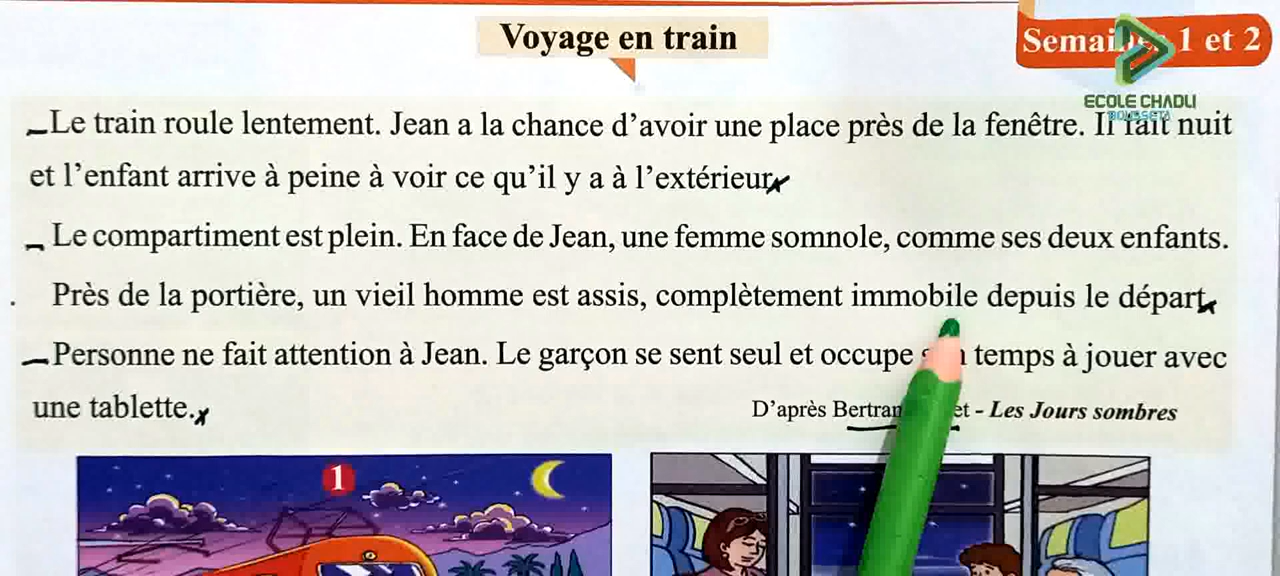 Voyage en train
Semaines 1 et 2
ECOLE CHADLI
BOUSSETA
Le train roule lentement. Jean a la chance d'avoir une place près de la fenêtre. Il fait nuit
et l'enfant arrive à peine à voir ce qu'il y a à l'extérieur
Le compartiment est plein. En face de Jean, une femme somnole, comme ses deux enfants.
Près de la portière, un vieil homme est assis, complètement immobile depuis le départ
Personne ne fait attention à Jean. Le garçon se sent seul et occupe son temps à jouer avec
une tablette.
D'après - Les Jours sombres
1